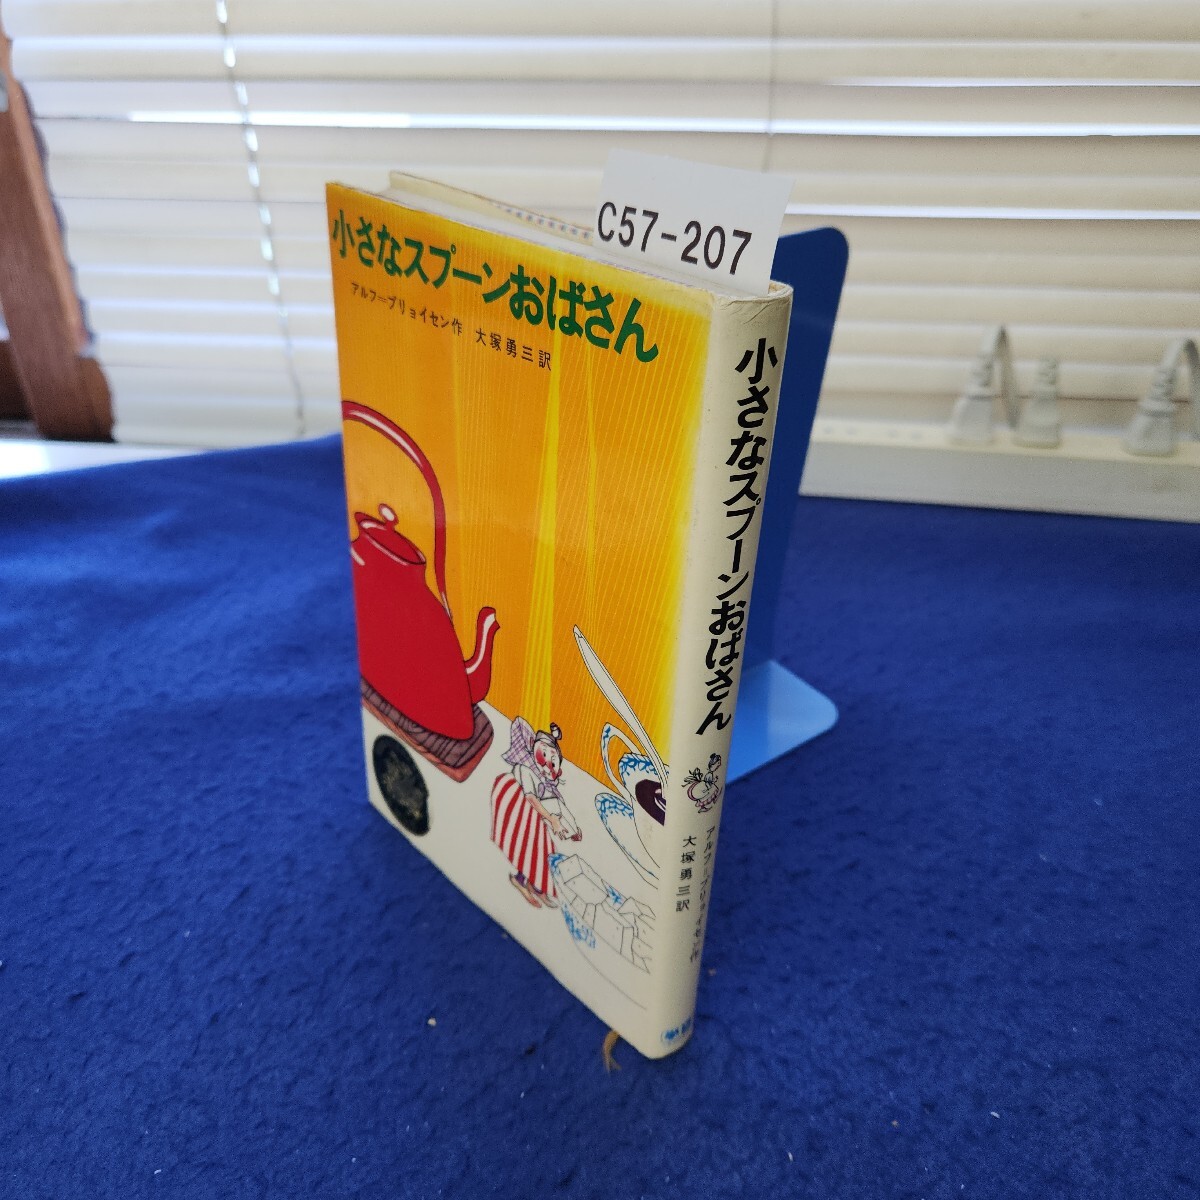 C57-207
小さなスプーンおばさん
アルフ=プリョイセン作 大塚勇三訳
小さなスプーンおばさん
アルフ=プリョイセン作
大塚勇三訳
学研